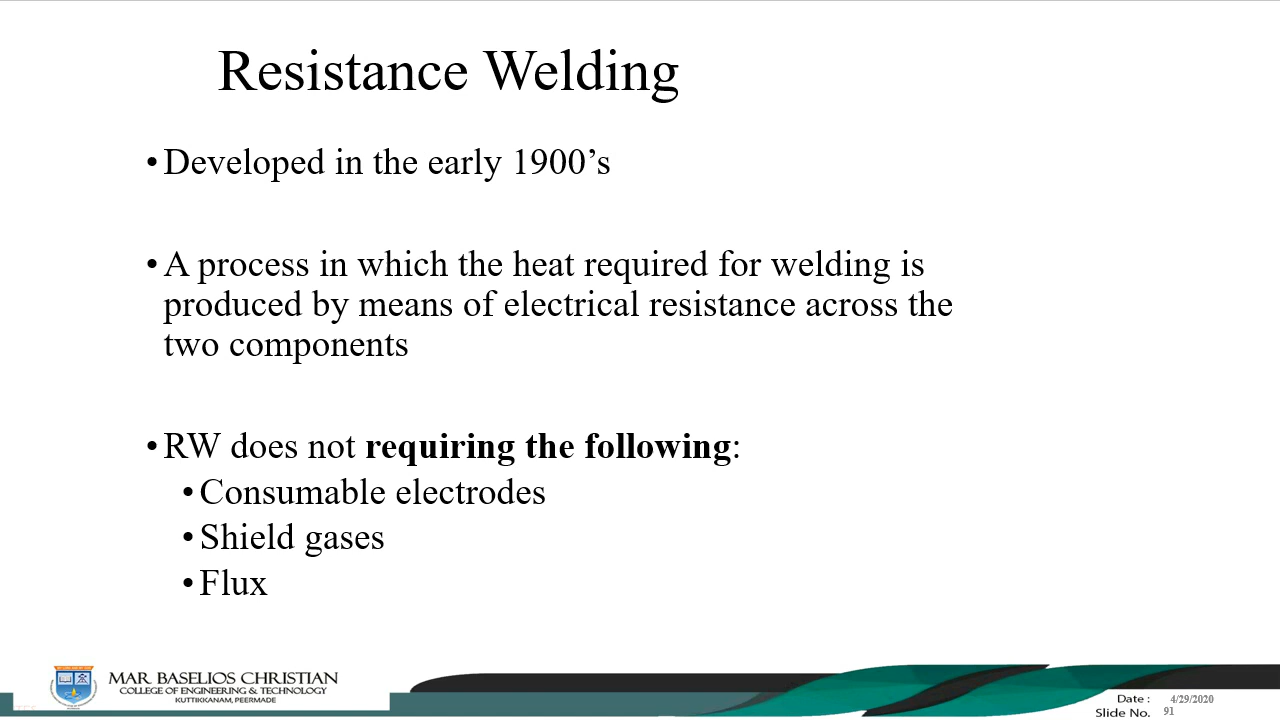 Resistance Welding
• Developed in the early 1900’s
• A process in which the heat required for welding is
produced by means of electrical resistance across the
two components
• RW does not requiring the following:
• Consumable electrodes
• Shield gases
• Flux
MAR BASELIOS CHRISTIAN
COLLEGE OF ENGINEERING & TECHNOLOGY
KUTTIKKANAM, PEERMADE
Date : 4/29/2020
Slide No. 91